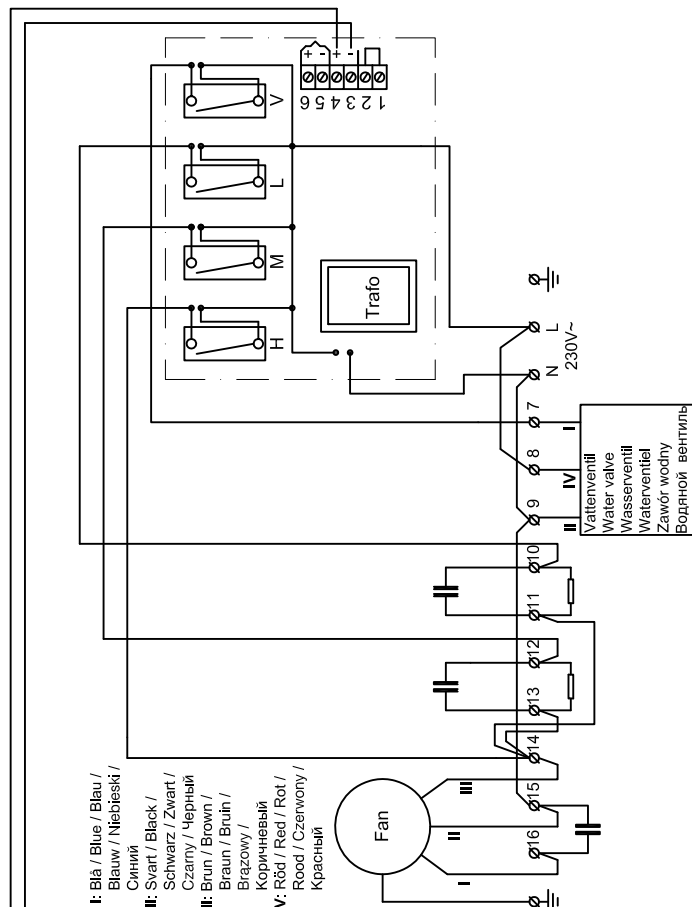 I: Blå / Blue / Blau /
Blauw / Niebieski /
Синий
II: Svart / Black /
Schwarz / Zwart /
Czarny / Черный
II: Brun / Brown /
Braun / Bruin /
Brązowy /
Коричневый
V: Röd / Red / Rot /
Rood / Czerwony /
Красный
H
M
L
V
+ - + -
6 5 4 3 2 1
Trafo
Fan
I
II
III
16 15 14 13 12 11 10 9 8 7 N L
230V~
II
IV
I
Vattenventil
Water valve
Wasserventil
Waterventiel
Zawór wodny
Водяной вентиль